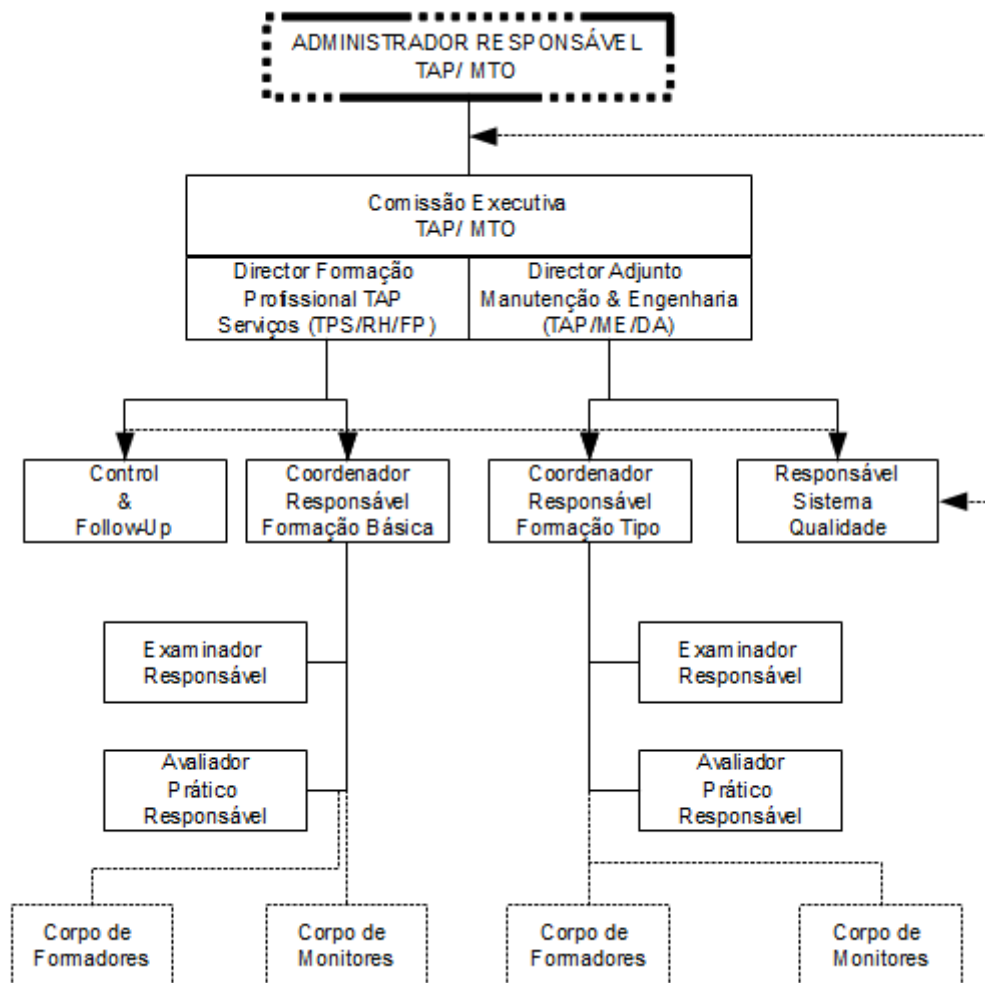 ADMINISTRADOR RESPONSÁVEL
TAP/ MTO
Comissão Executiva
TAP/ MTO
Director Formação
Profissional TAP
Serviços (TPS/RH/FP)
Director Adjunto
Manutenção & Engenharia
(TAP/ME/DA)
Control
&
Follow-Up
Coordenador
Responsável
Formação Básica
Coordenador
Responsável
Formação Tipo
Responsável
Sistema
Qualidade
Examinador
Responsável
Examinador
Responsável
Avaliador
Prático
Responsável
Avaliador
Prático
Responsável
Corpo de
Formadores
Corpo de
Monitores
Corpo de
Formadores
Corpo de
Monitores